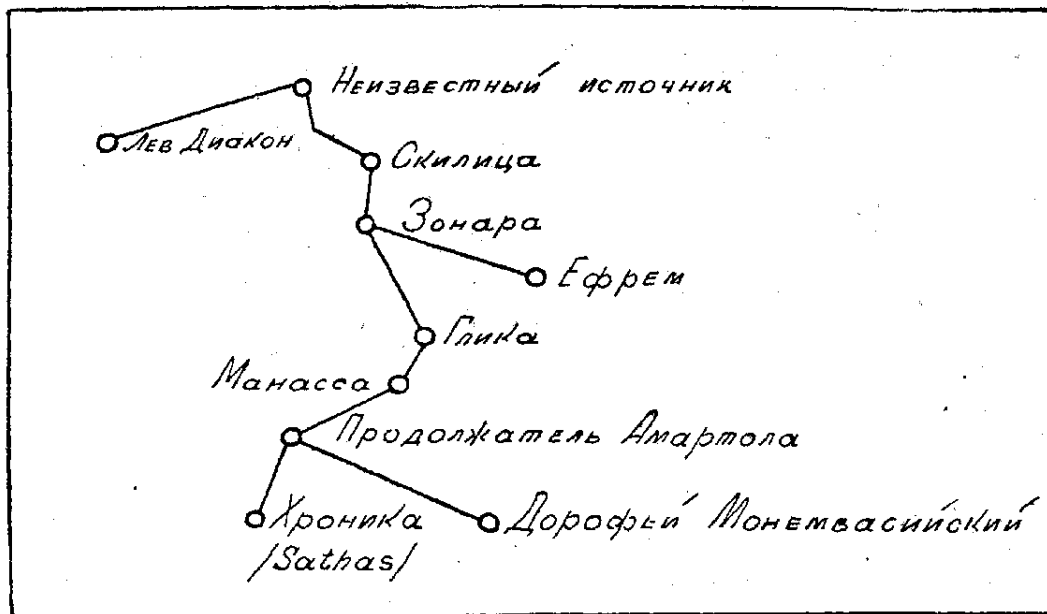 Неизвестный источник
Лев Диакон
Скилица
Зонара
Ефрем
Глика
Манасса
Продолжатель Амартола
Хроника
/Sathas/
Дорофей Монемвасийский